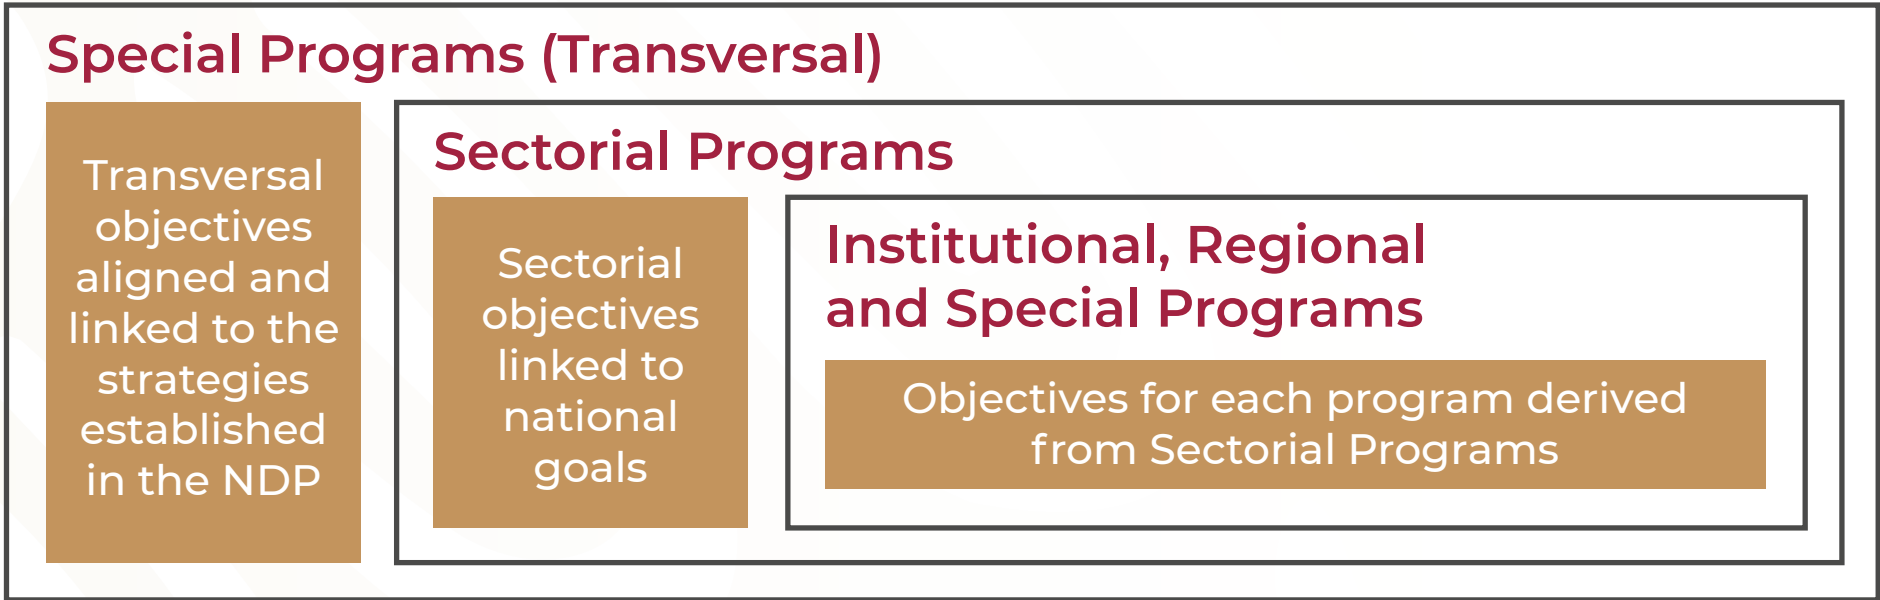 Special Programs (Transversal)
Transversal
objectives
aligned and
linked to the
strategies
established
in the NDP
Sectorial Programs
Sectorial
objectives
linked to
national
goals
Institutional, Regional
and Special Programs
Objectives for each program derived
from Sectorial Programs